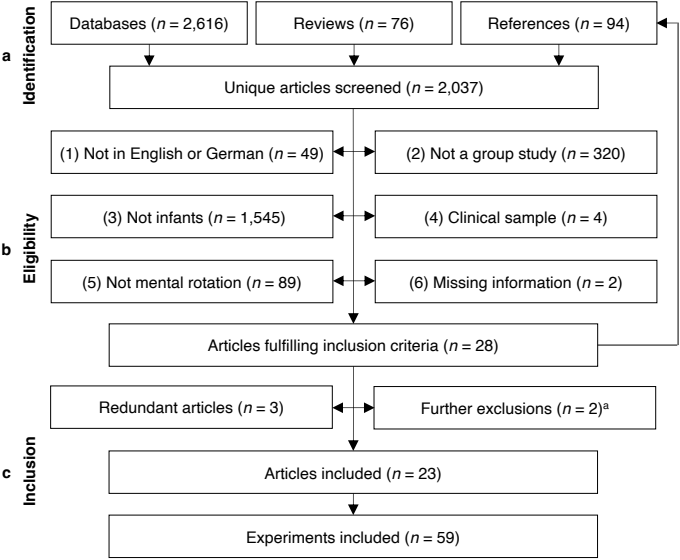 a
Identification
Databases (n = 2,616)
Reviews (n = 76)
References (n = 94)
Unique articles screened (n = 2,037)
b
Eligibility
(1) Not in English or German (n = 49)
(2) Not a group study (n = 320)
(3) Not infants (n = 1,545)
(4) Clinical sample (n = 4)
(5) Not mental rotation (n = 89)
(6) Missing information (n = 2)
Articles fulfilling inclusion criteria (n = 28)
c
Inclusion
Redundant articles (n = 3)
Further exclusions (n = 2)ᵃ
Articles included (n = 23)
Experiments included (n = 59)